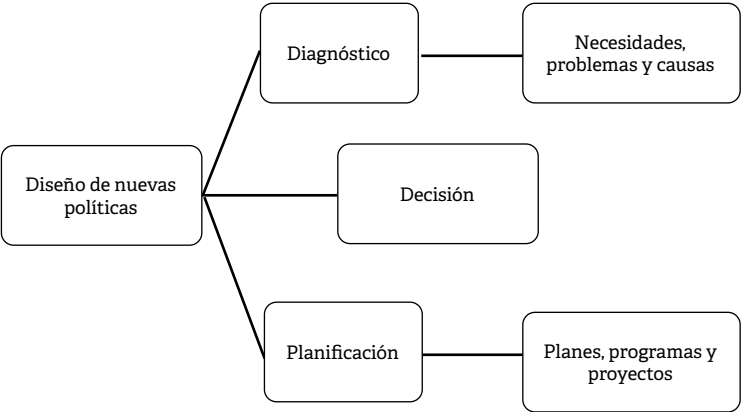 Diagnóstico
Necesidades,
problemas y causas
Diseño de nuevas
políticas
Decisión
Planificación
Planes, programas y
proyectos